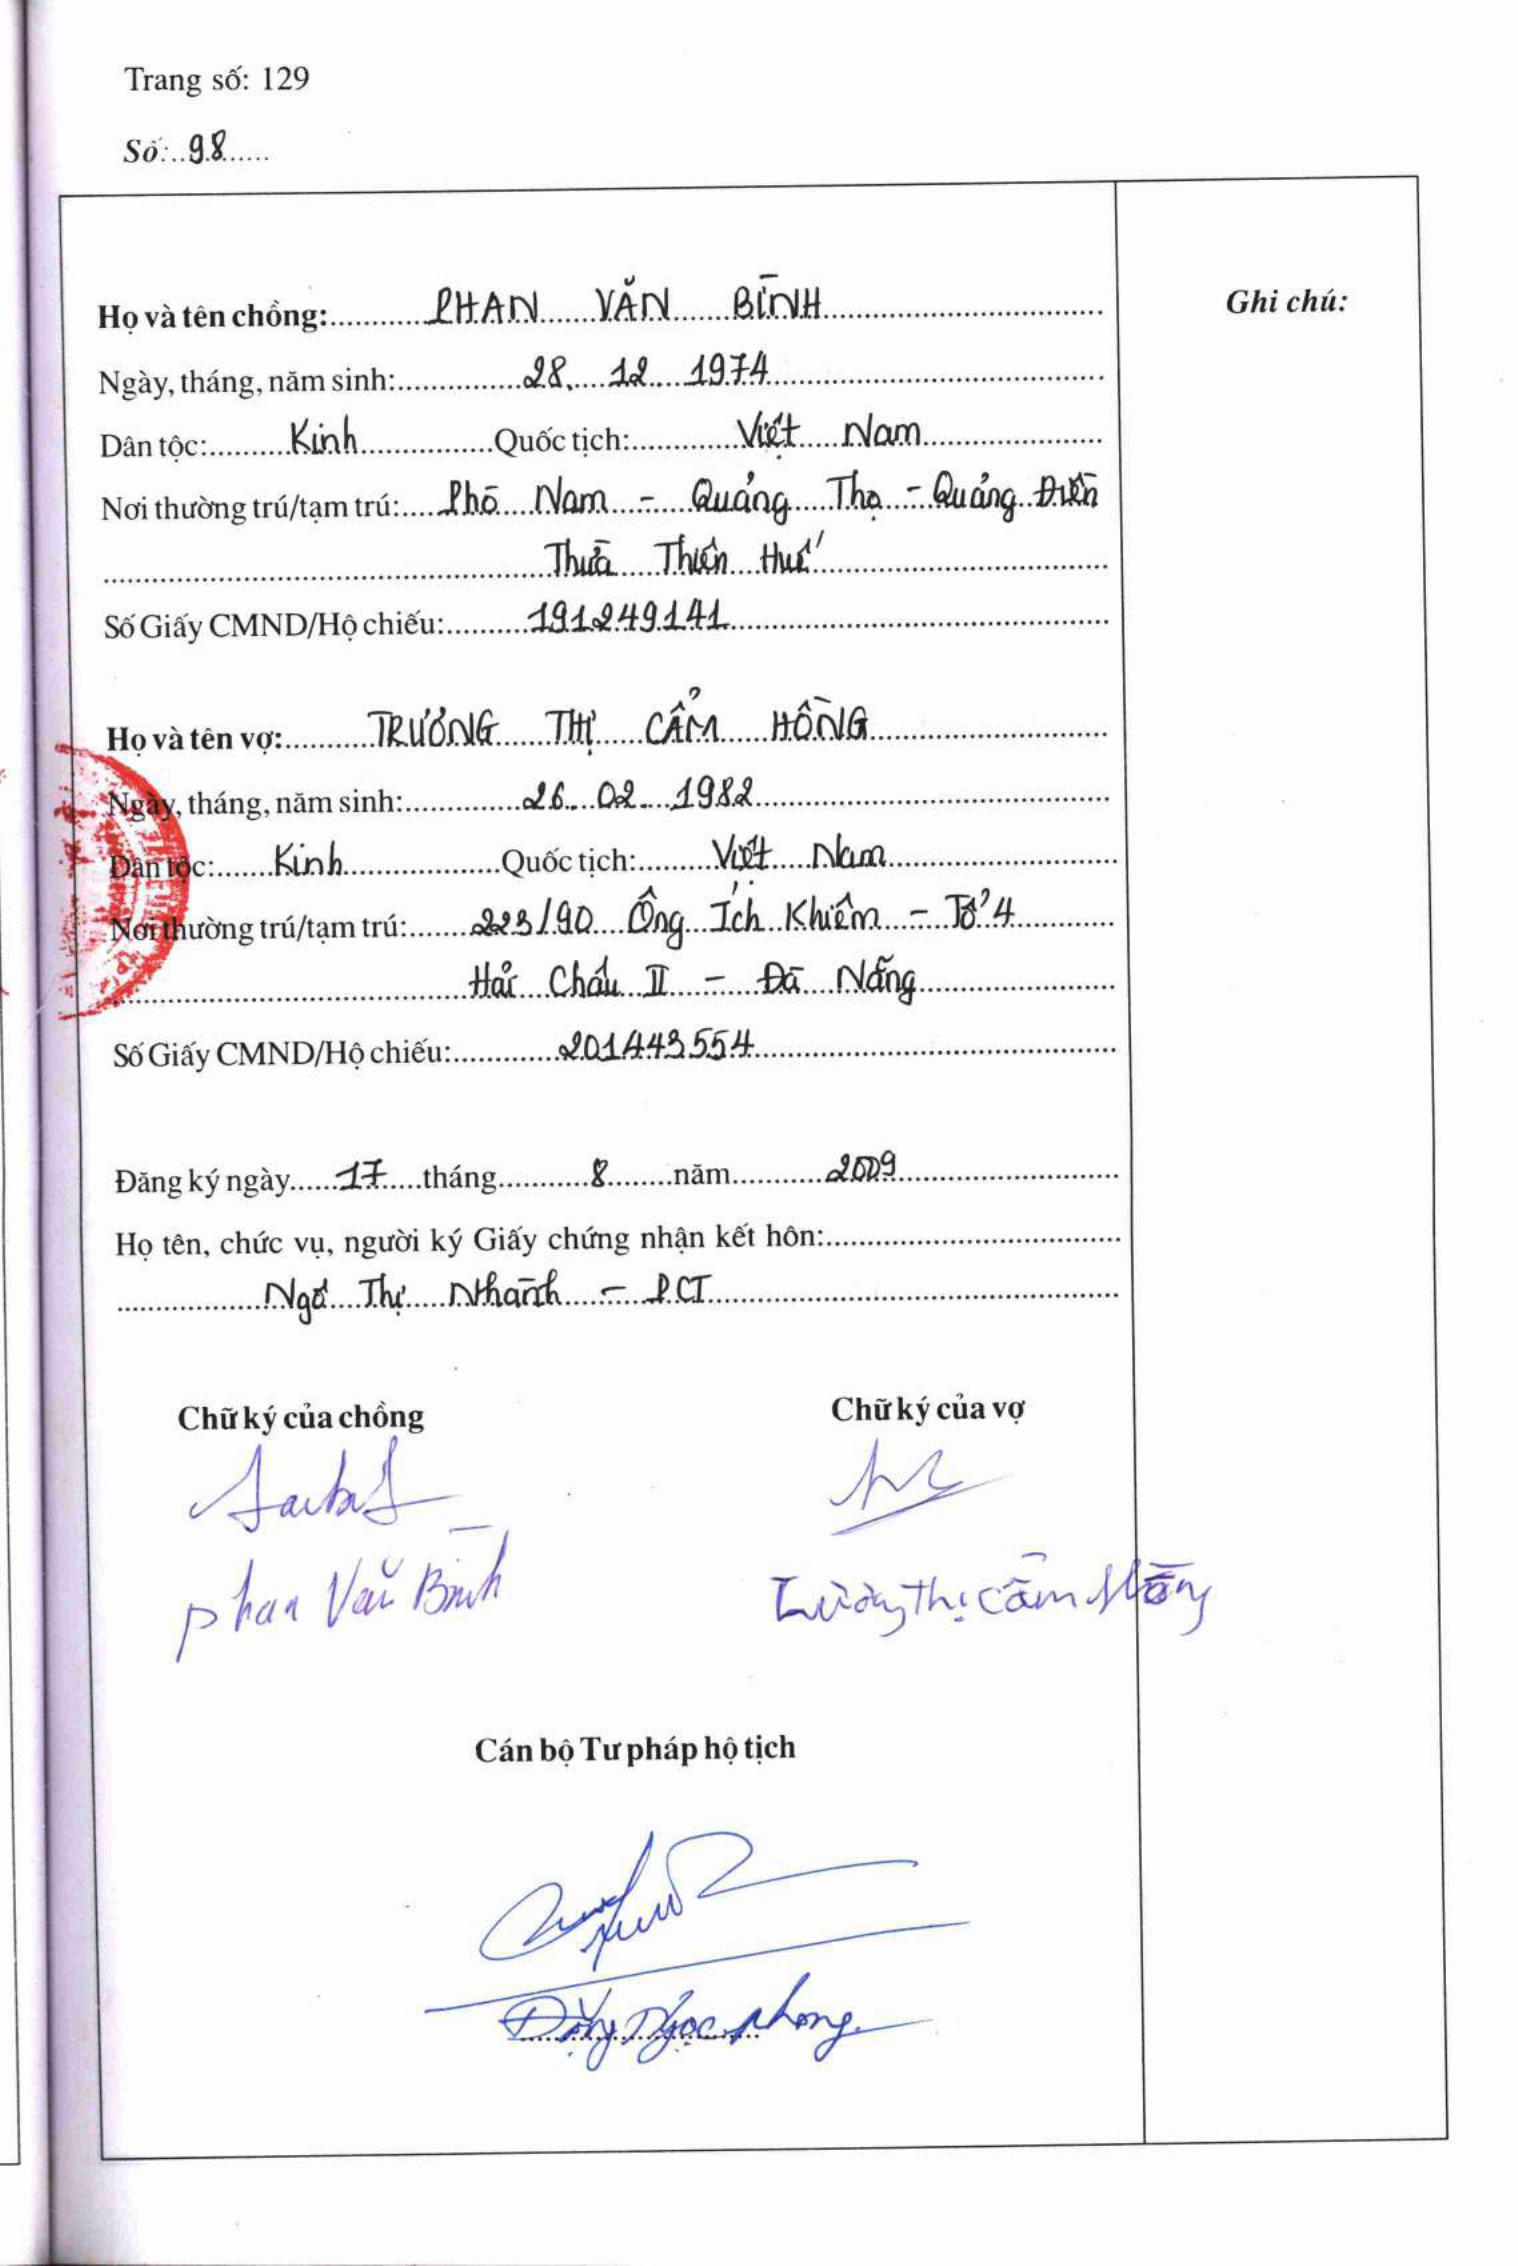 Trang số: 129
Số: 98
Họ và tên chồng: PHAN VĂN BÌNH
Ghi chú:
Ngày, tháng, năm sinh: 28. 12 1974
Dân tộc: Kinh Quốc tịch: Việt Nam
Nơi thường trú/tạm trú: Phò Nam - Quảng Thọ - Quảng Điền
Thừa Thiên Huế
Số Giấy CMND/Hộ chiếu: 191249141
Họ và tên vợ: TRƯƠNG THỊ CẨM HỒNG
Ngày, tháng, năm sinh: 26 02 1982
Dân tộc: Kinh Quốc tịch: Việt Nam
Nơi thường trú/tạm trú: 223/90 Ông Ích Khiêm - Tổ 4
Hải Châu II - Đà Nẵng
Số Giấy CMND/Hộ chiếu: 201443554
Đăng ký ngày 17 tháng 8 năm 2009
Họ tên, chức vụ, người ký Giấy chứng nhận kết hôn:
Ngô Thị Nhành - PCT
Chữ ký của chồng Chữ ký của vợ
Phan Văn Bình Trương Thị Cẩm Hồng
Cán bộ Tư pháp hộ tịch
Đặng Ngọc Phong